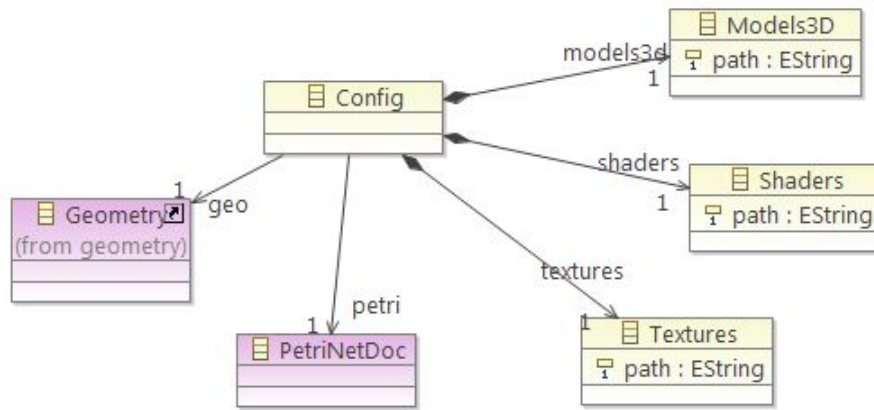 Models3D
path : EString
models3d
1
Config
shaders
1
Shaders
path : EString
1
geo
Geometry
(from geometry)
textures
1
Textures
path : EString
petri
1
PetriNetDoc